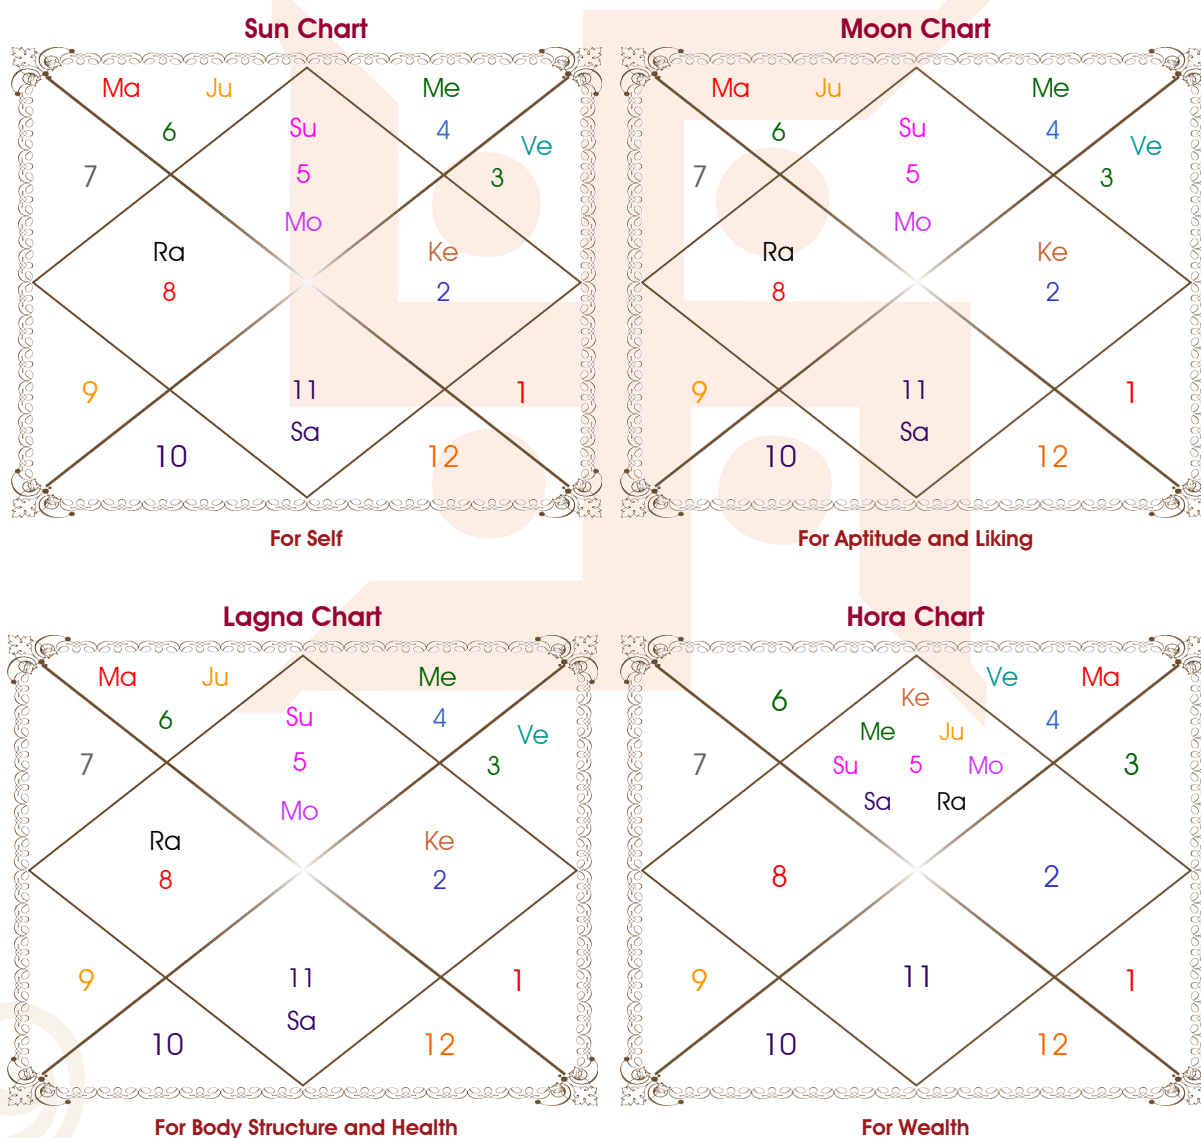 Sun Chart
Ma Ju Me
6 Su 4 Ve
7 5 3
Mo
Ra Ke
8 2
9 11 1
Sa
10 12
For Self
Moon Chart
Ma Ju Me
6 Su 4 Ve
7 5 3
Mo
Ra Ke
8 2
9 11 1
Sa
10 12
For Aptitude and Liking
Lagna Chart
Ma Ju Me
6 Su 4 Ve
7 5 3
Mo
Ra Ke
8 2
9 11 1
Sa
10 12
For Body Structure and Health
Hora Chart
Ve Ma
6 Ke 4
Me Ju
7 Su 5 Mo 3
Sa Ra
8 2
9 11 1
10 12
For Wealth